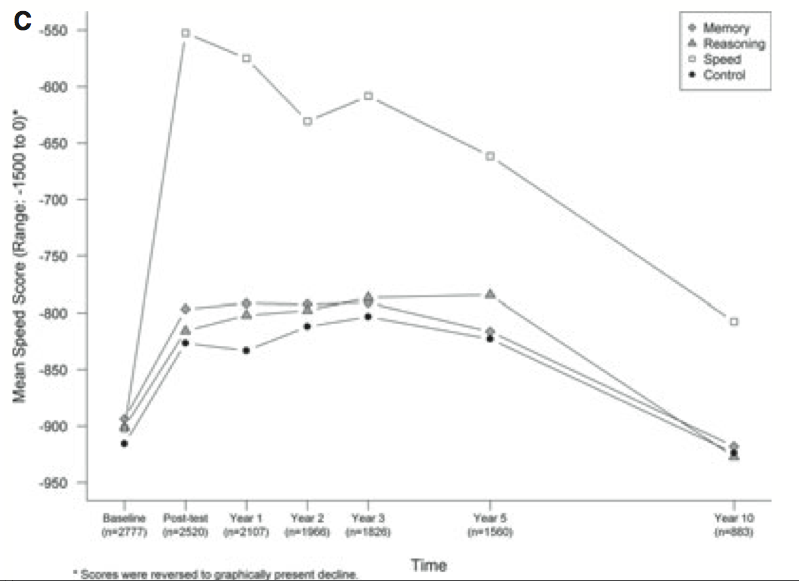 C
Mean Speed Score (Range: -1500 to 0)*
-550
-600
-650
-700
-750
-800
-850
-900
-950
Memory
Reasoning
Speed
Control
Baseline
(n=2777)
Post-test
(n=2520)
Year 1
(n=2107)
Year 2
(n=1966)
Year 3
(n=1826)
Year 5
(n=1560)
Year 10
(n=883)
Time
* Scores were reversed to graphically present decline.